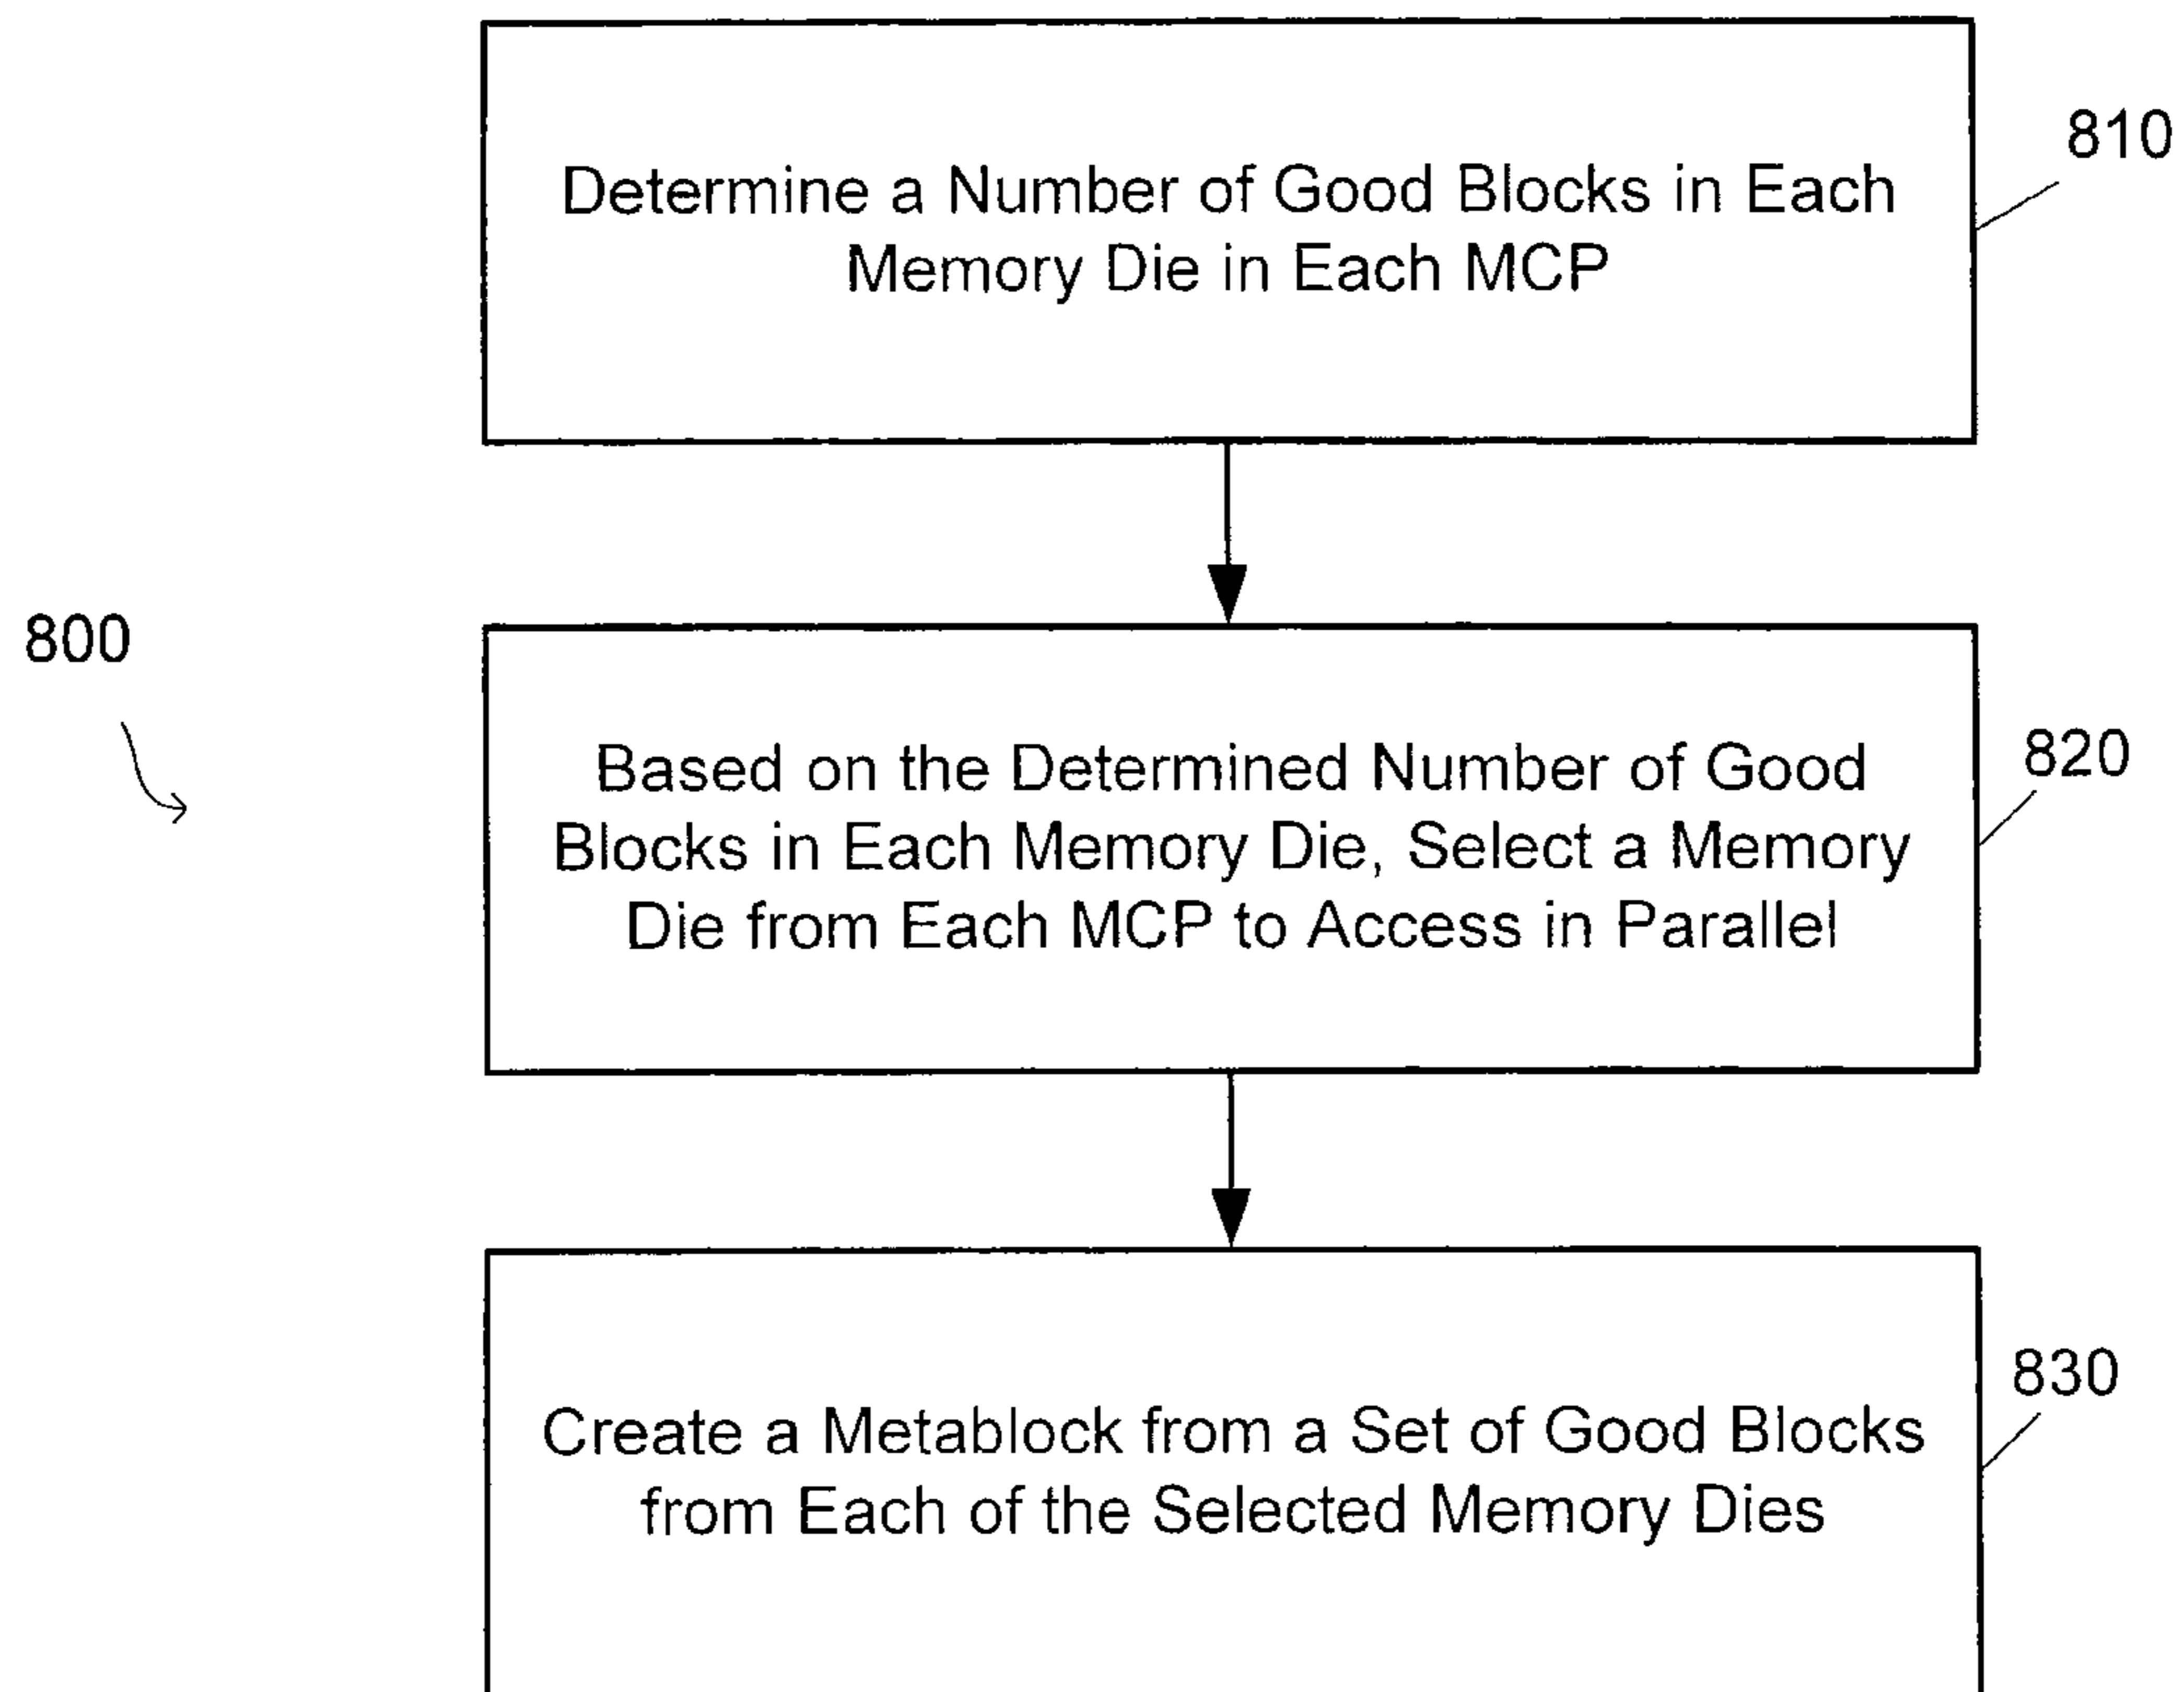 810
Determine a Number of Good Blocks in Each
Memory Die in Each MCP
800
820
Based on the Determined Number of Good
Blocks in Each Memory Die, Select a Memory
Die from Each MCP to Access in Parallel
830
Create a Metablock from a Set of Good Blocks
from Each of the Selected Memory Dies